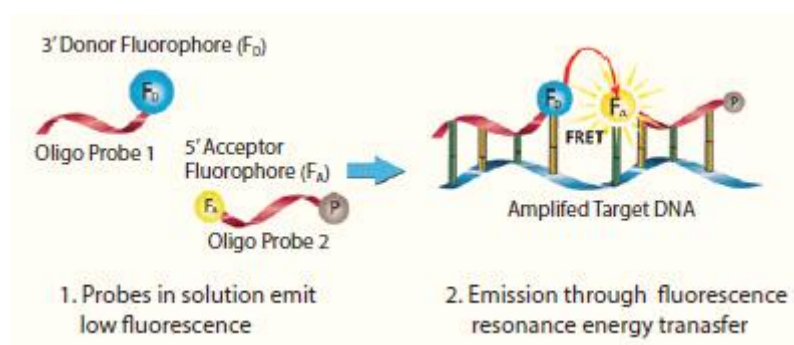 3' Donor Fluorophore (FD)
FD
Oligo Probe 1
5' Acceptor
Fluorophore (FA)
FA
P
Oligo Probe 2
FD
FA
P
FRET
Amplifed Target DNA
1. Probes in solution emit
low fluorescence
2. Emission through fluorescence
resonance energy tranasfer